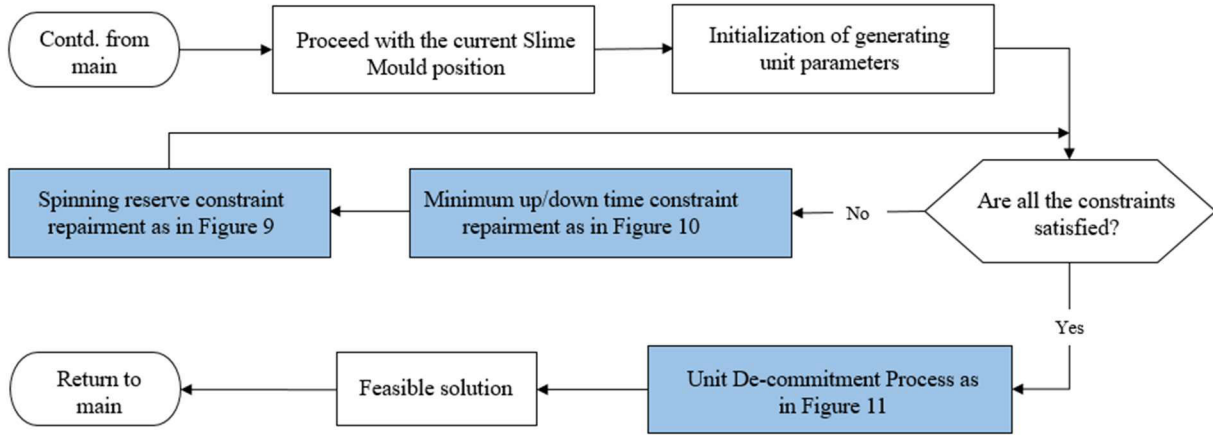 Contd. from
main
Proceed with the current Slime
Mould position
Initialization of generating
unit parameters
Spinning reserve constraint
repairment as in Figure 9
Minimum up/down time constraint
repairment as in Figure 10
No
Are all the constraints
satisfied?
Yes
Return to
main
Feasible solution
Unit De-commitment Process as
in Figure 11